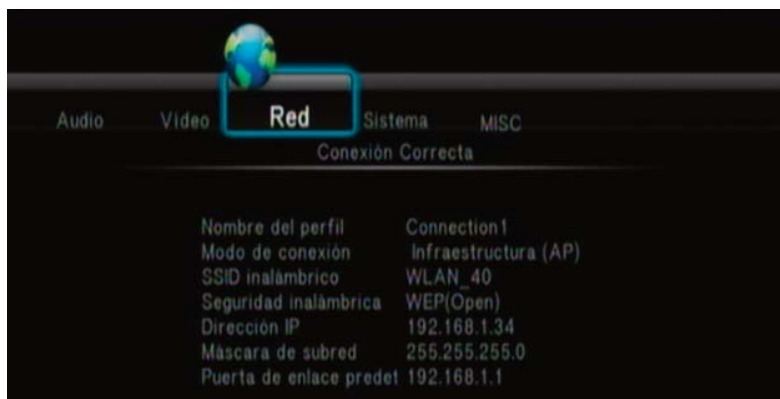 Audio Vídeo Red Sistema MISC
Conexión Correcta
Nombre del perfil Connection1
Modo de conexión Infraestructura (AP)
SSID inalámbrico WLAN_40
Seguridad inalámbrica WEP(Open)
Dirección IP 192.168.1.34
Máscara de subred 255.255.255.0
Puerta de enlace predet 192.168.1.1